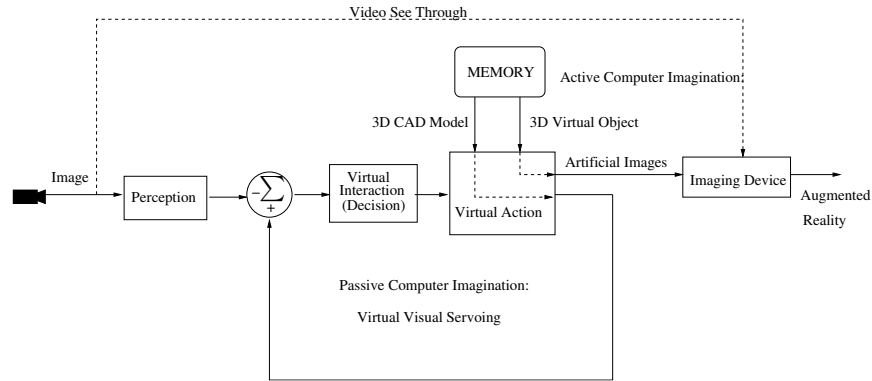 Video See Through
MEMORY
Active Computer Imagination:
3D CAD Model
3D Virtual Object
Image
Artificial Images
Perception
- Σ
+
Virtual
Interaction
(Decision)
Virtual Action
Imaging Device
Augmented
Reality
Passive Computer Imagination:
Virtual Visual Servoing